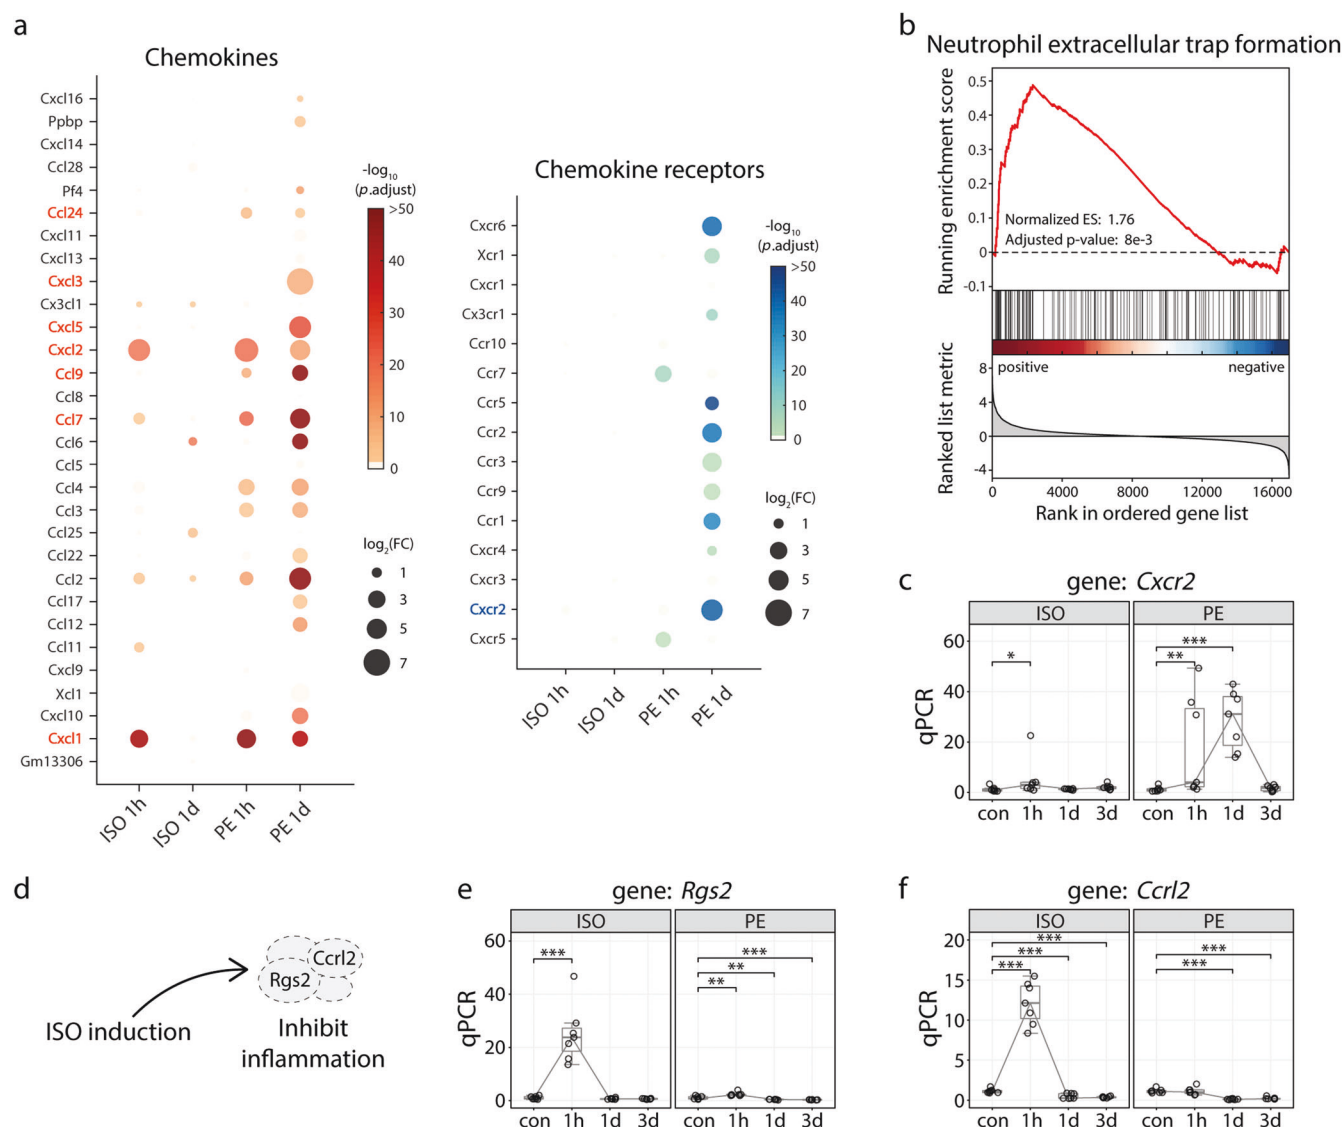 a
Chemokines
Cxcl16
Ppbp
Cxcl14
Ccl28
Pf4
Ccl24
Cxcl11
Cxcl13
Cxcl3
Cx3cl1
Cxcl5
Cxcl2
Ccl9
Ccl8
Ccl7
Ccl6
Ccl5
Ccl4
Ccl3
Ccl25
Ccl22
Ccl2
Ccl17
Ccl12
Ccl11
Cxcl9
Xcl1
Cxcl10
Cxcl1
Gm13306
ISO 1h
ISO 1d
PE 1h
PE 1d
-log10
(p.adjust)
>50
40
30
20
10
0
log2(FC)
1
3
5
7
Chemokine receptors
Cxcr6
Xcr1
Cxcr1
Cx3cr1
Ccr10
Ccr7
Ccr5
Ccr2
Ccr3
Ccr9
Ccr1
Cxcr4
Cxcr3
Cxcr2
Cxcr5
ISO 1h
ISO 1d
PE 1h
PE 1d
-log10
(p.adjust)
>50
40
30
20
10
0
log2(FC)
1
3
5
7
b
Neutrophil extracellular trap formation
Running enrichment score
0.5
0.4
0.3
0.2
0.1
0
-0.1
Normalized ES: 1.76
Adjusted p-value: 8e-3
positive
negative
Ranked list metric
8
4
0
-4
0 4000 8000 12000 16000
Rank in ordered gene list
c
gene: Cxcr2
ISO PE
qPCR
60
40
20
0
*
***
**
con 1h 1d 3d con 1h 1d 3d
d
ISO induction
Ccrl2
Rgs2
Inhibit
inflammation
e
gene: Rgs2
ISO PE
qPCR
60
40
20
0
***
***
**
**
con 1h 1d 3d con 1h 1d 3d
f
gene: Ccrl2
ISO PE
qPCR
20
15
10
5
0
***
***
***
***
***
con 1h 1d 3d con 1h 1d 3d